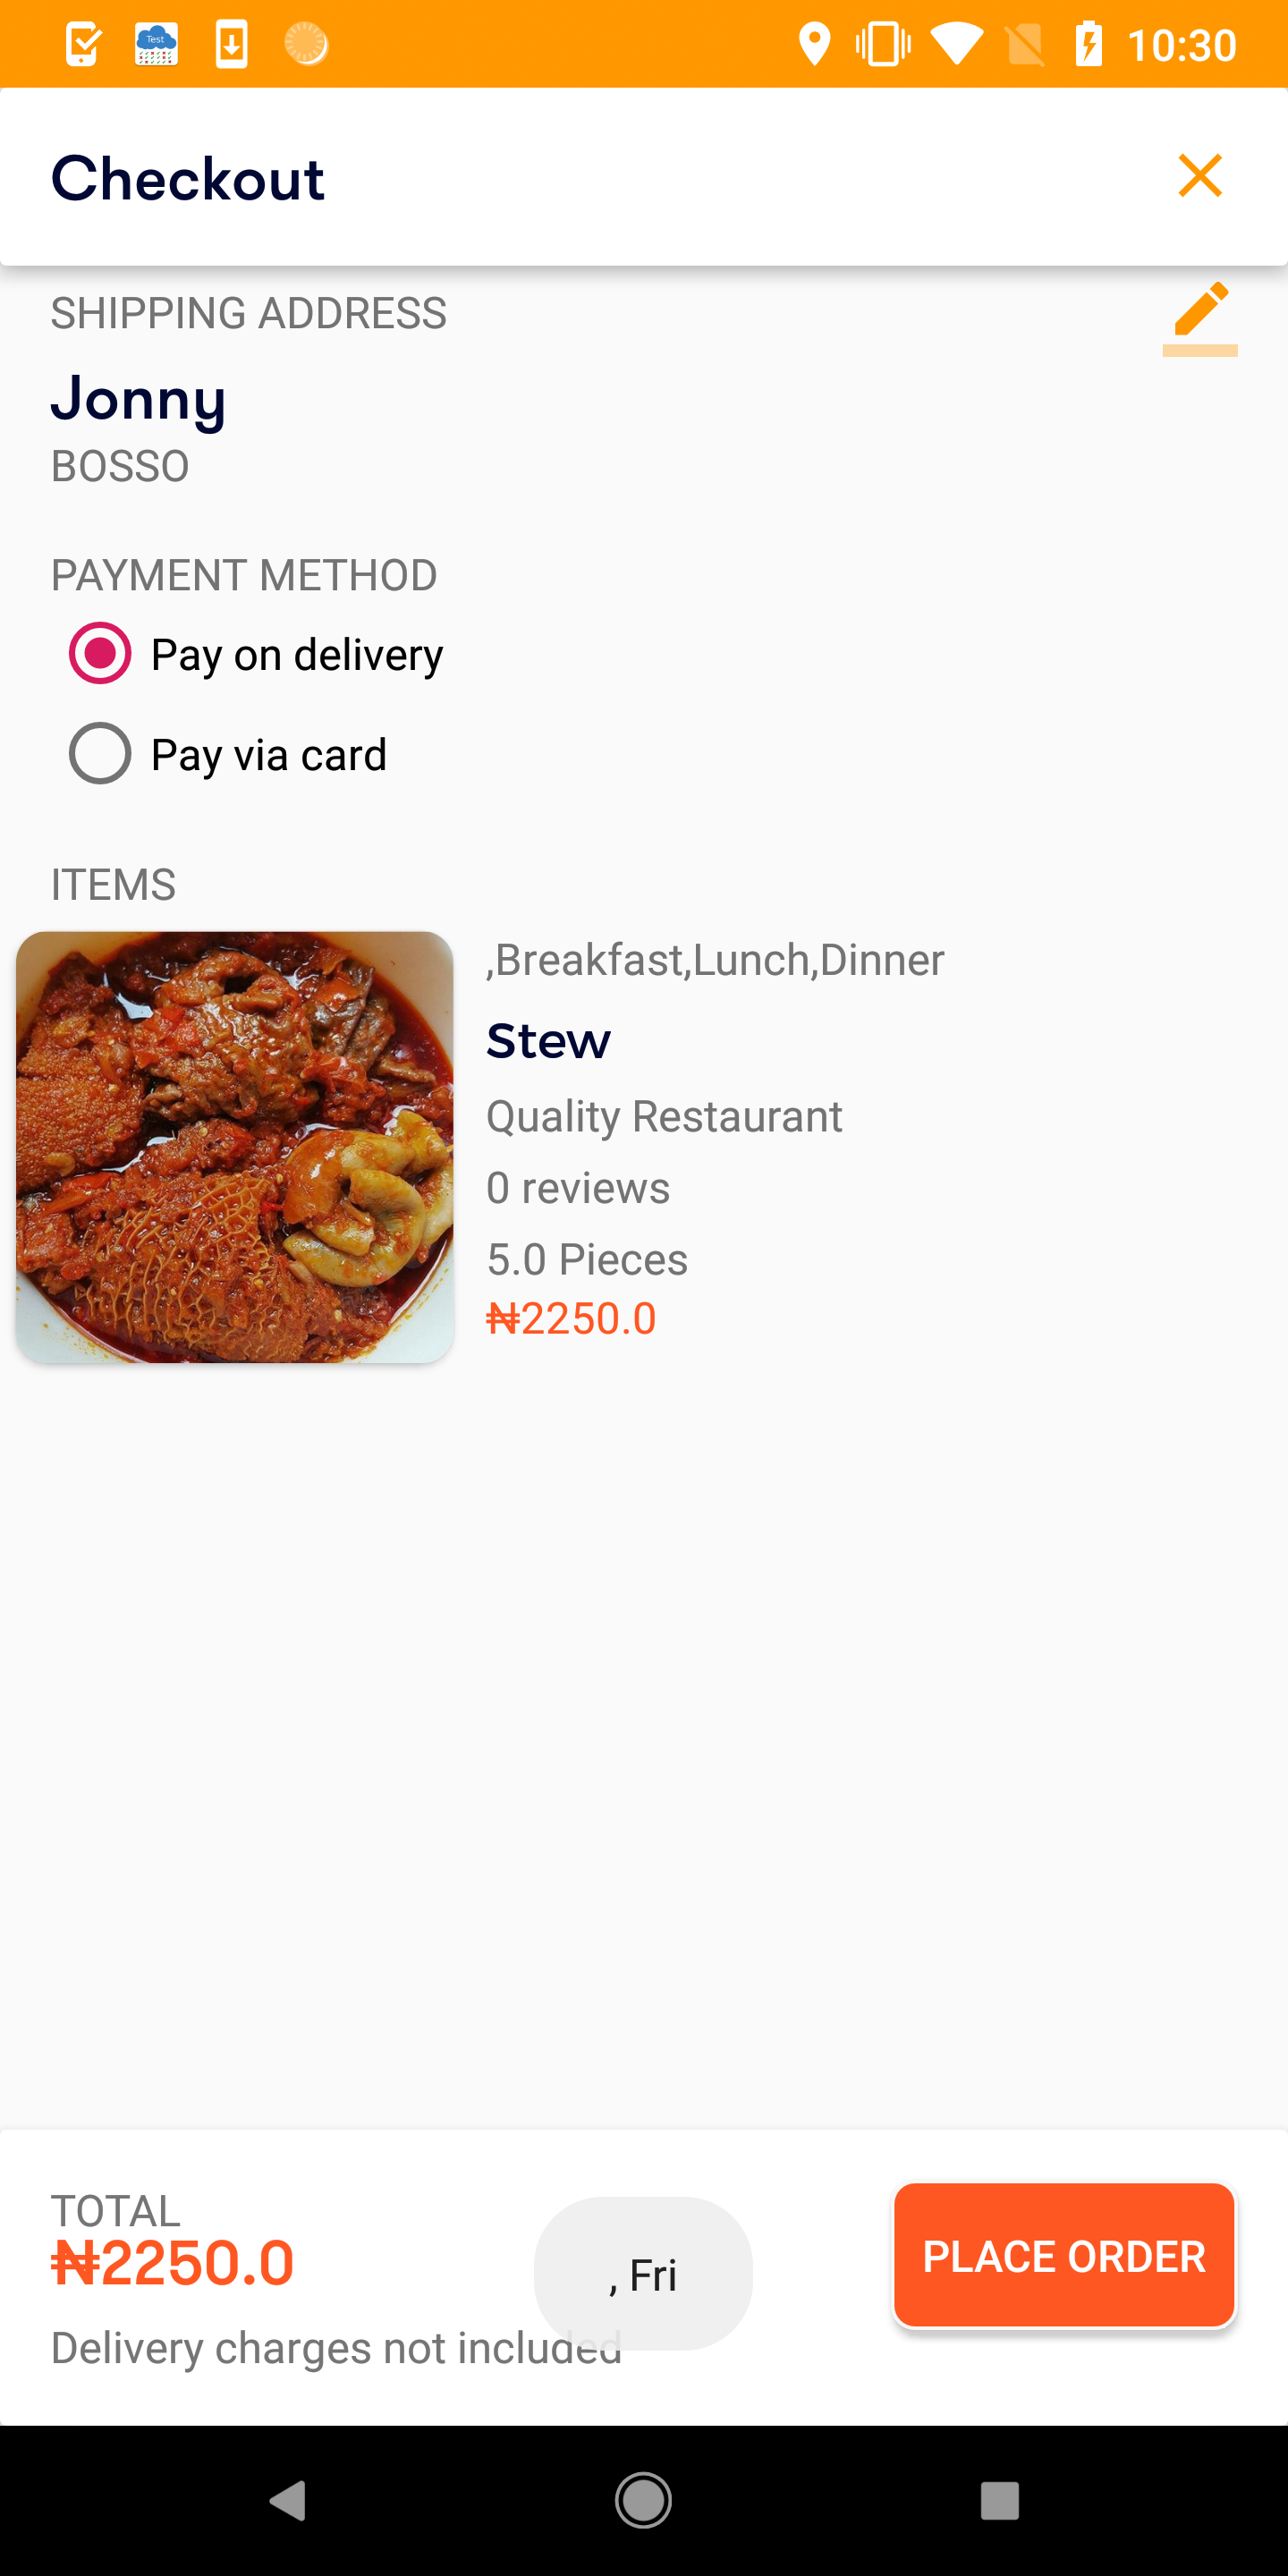 Test
10:30
Checkout
SHIPPING ADDRESS
Jonny
BOSSO
PAYMENT METHOD
Pay on delivery
Pay via card
ITEMS
,Breakfast,Lunch,Dinner
Stew
Quality Restaurant
0 reviews
5.0 Pieces
₦2250.0
TOTAL
₦2250.0
, Fri
PLACE ORDER
Delivery charges not included